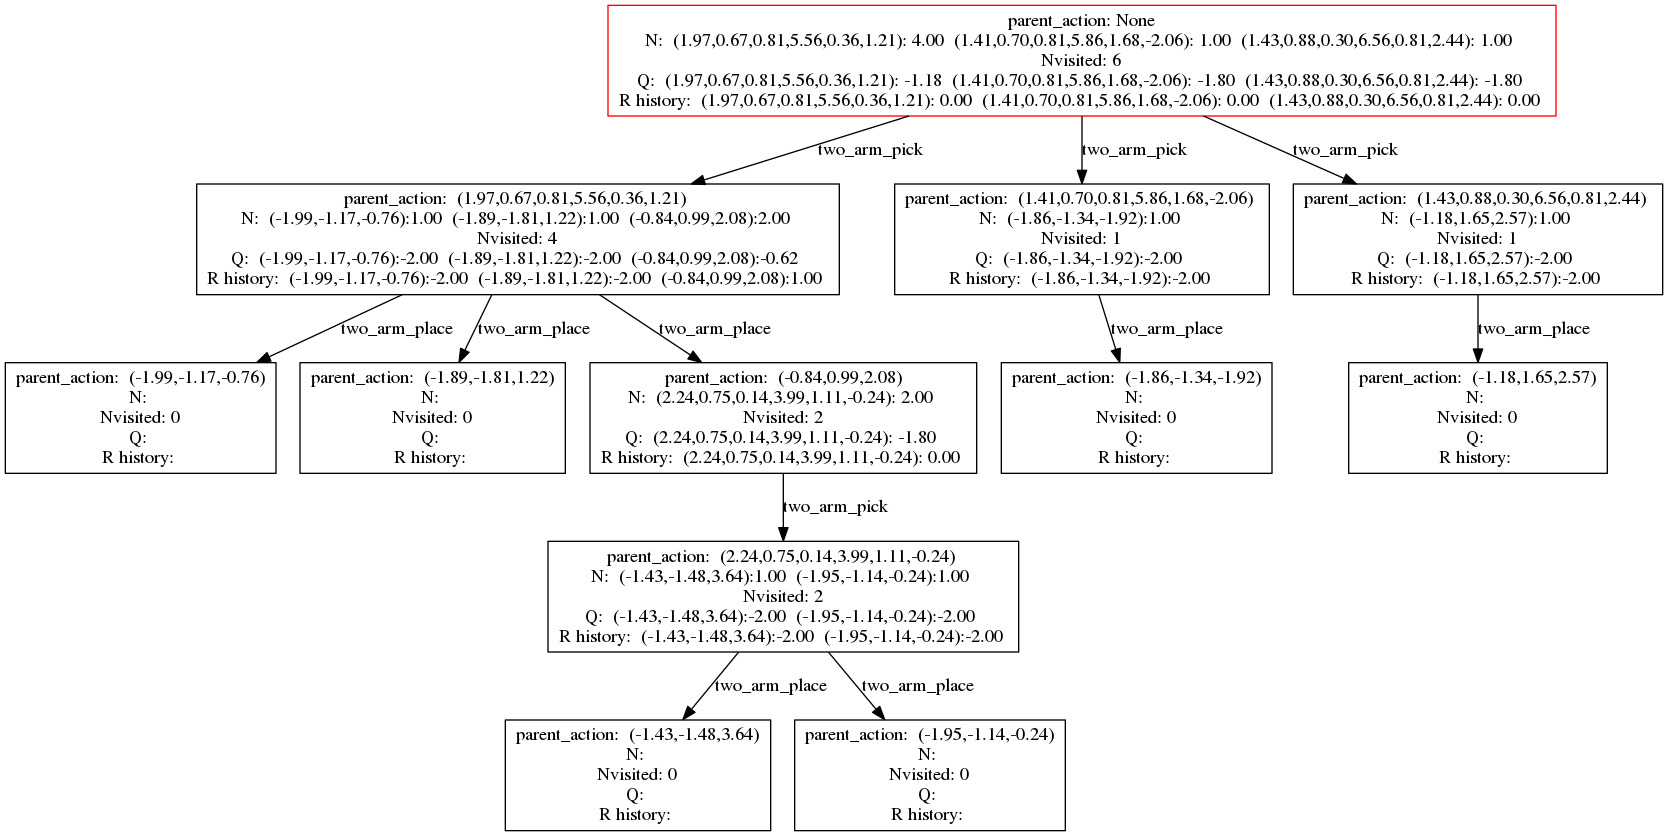 parent_action: None
N: (1.97,0.67,0.81,5.56,0.36,1.21): 4.00 (1.41,0.70,0.81,5.86,1.68,-2.06): 1.00 (1.43,0.88,0.30,6.56,0.81,2.44): 1.00
Nvisited: 6
Q: (1.97,0.67,0.81,5.56,0.36,1.21): -1.18 (1.41,0.70,0.81,5.86,1.68,-2.06): -1.80 (1.43,0.88,0.30,6.56,0.81,2.44): -1.80
R history: (1.97,0.67,0.81,5.56,0.36,1.21): 0.00 (1.41,0.70,0.81,5.86,1.68,-2.06): 0.00 (1.43,0.88,0.30,6.56,0.81,2.44): 0.00
two_arm_pick
two_arm_pick
two_arm_pick
parent_action: (1.97,0.67,0.81,5.56,0.36,1.21)
N: (-1.99,-1.17,-0.76):1.00 (-1.89,-1.81,1.22):1.00 (-0.84,0.99,2.08):2.00
Nvisited: 4
Q: (-1.99,-1.17,-0.76):-2.00 (-1.89,-1.81,1.22):-2.00 (-0.84,0.99,2.08):-0.62
R history: (-1.99,-1.17,-0.76):-2.00 (-1.89,-1.81,1.22):-2.00 (-0.84,0.99,2.08):1.00
parent_action: (1.41,0.70,0.81,5.86,1.68,-2.06)
N: (-1.86,-1.34,-1.92):1.00
Nvisited: 1
Q: (-1.86,-1.34,-1.92):-2.00
R history: (-1.86,-1.34,-1.92):-2.00
parent_action: (1.43,0.88,0.30,6.56,0.81,2.44)
N: (-1.18,1.65,2.57):1.00
Nvisited: 1
Q: (-1.18,1.65,2.57):-2.00
R history: (-1.18,1.65,2.57):-2.00
two_arm_place
two_arm_place
two_arm_place
two_arm_place
two_arm_place
parent_action: (-1.99,-1.17,-0.76)
N:
Nvisited: 0
Q:
R history:
parent_action: (-1.89,-1.81,1.22)
N:
Nvisited: 0
Q:
R history:
parent_action: (-0.84,0.99,2.08)
N: (2.24,0.75,0.14,3.99,1.11,-0.24): 2.00
Nvisited: 2
Q: (2.24,0.75,0.14,3.99,1.11,-0.24): -1.80
R history: (2.24,0.75,0.14,3.99,1.11,-0.24): 0.00
parent_action: (-1.86,-1.34,-1.92)
N:
Nvisited: 0
Q:
R history:
parent_action: (-1.18,1.65,2.57)
N:
Nvisited: 0
Q:
R history:
two_arm_pick
parent_action: (2.24,0.75,0.14,3.99,1.11,-0.24)
N: (-1.43,-1.48,3.64):1.00 (-1.95,-1.14,-0.24):1.00
Nvisited: 2
Q: (-1.43,-1.48,3.64):-2.00 (-1.95,-1.14,-0.24):-2.00
R history: (-1.43,-1.48,3.64):-2.00 (-1.95,-1.14,-0.24):-2.00
two_arm_place
two_arm_place
parent_action: (-1.43,-1.48,3.64)
N:
Nvisited: 0
Q:
R history:
parent_action: (-1.95,-1.14,-0.24)
N:
Nvisited: 0
Q:
R history: